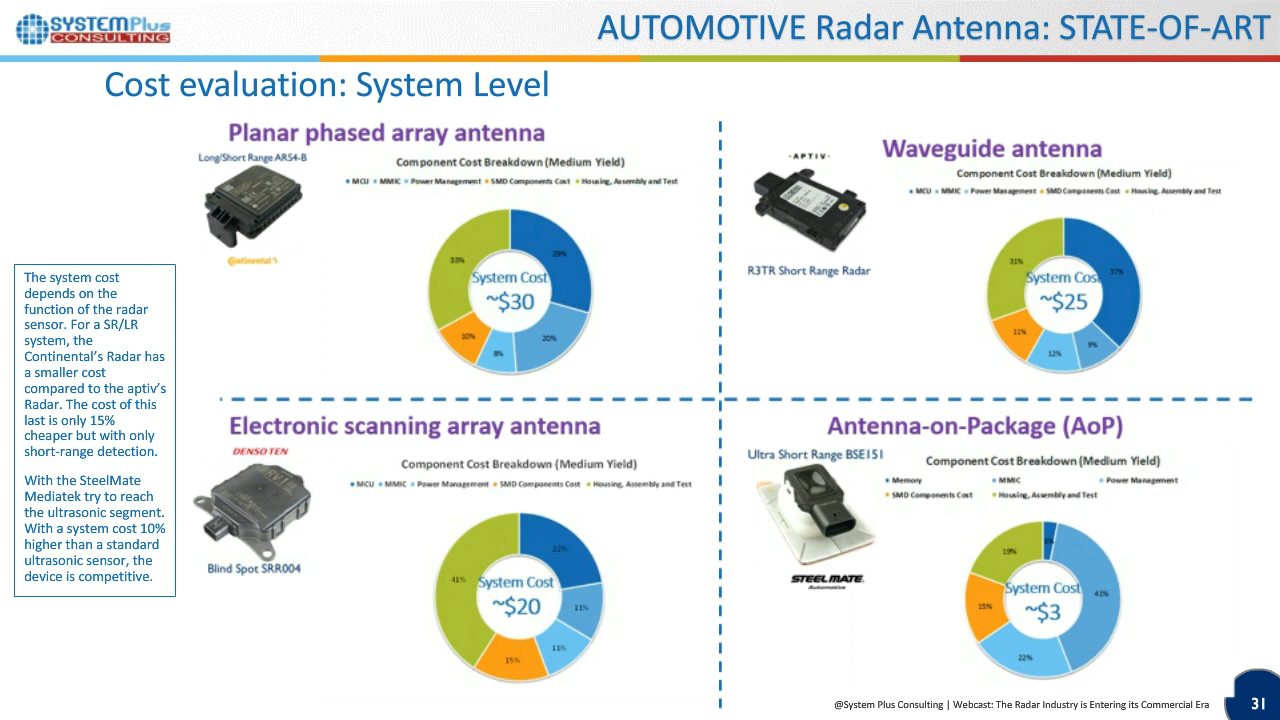 SYSTEMPlus
CONSULTING
AUTOMOTIVE Radar Antenna: STATE-OF-ART
Cost evaluation: System Level
The system cost
depends on the
function of the radar
sensor. For a SR/LR
system, the
Continental's Radar has
a smaller cost
compared to the aptiv's
Radar. The cost of this
last is only 15%
cheaper but with only
short-range detection.
With the SteelMate
Mediatek try to reach
the ultrasonic segment.
With a system cost 10%
higher than a standard
ultrasonic sensor, the
device is competitive.
Planar phased array antenna
Long/Short Range ARS4-B
Continental
Component Cost Breakdown (Medium Yield)
MCU MMIC Power Management SMD Components Cost Housing, Assembly and Test
33%
29%
System Cost
~$30
10%
8%
20%
Waveguide antenna
· A P T I V ·
R3TR Short Range Radar
Component Cost Breakdown (Medium Yield)
MCU MMIC Power Management SMD Components Cost Housing, Assembly and Test
31%
37%
System Cost
~$25
11%
12%
9%
Electronic scanning array antenna
DENSO TEN
Blind Spot SRR004
Component Cost Breakdown (Medium Yield)
MCU MMIC Power Management SMD Components Cost Housing, Assembly and Test
41%
22%
System Cost
~$20
11%
11%
15%
Antenna-on-Package (AoP)
Ultra Short Range BSE151
STEELMATE
Automotive
Component Cost Breakdown (Medium Yield)
Memory MMIC Power Management
SMD Components Cost Housing, Assembly and Test
19%
41%
System Cost
~$3
15%
22%
@System Plus Consulting | Webcast: The Radar Industry is Entering its Commercial Era
31